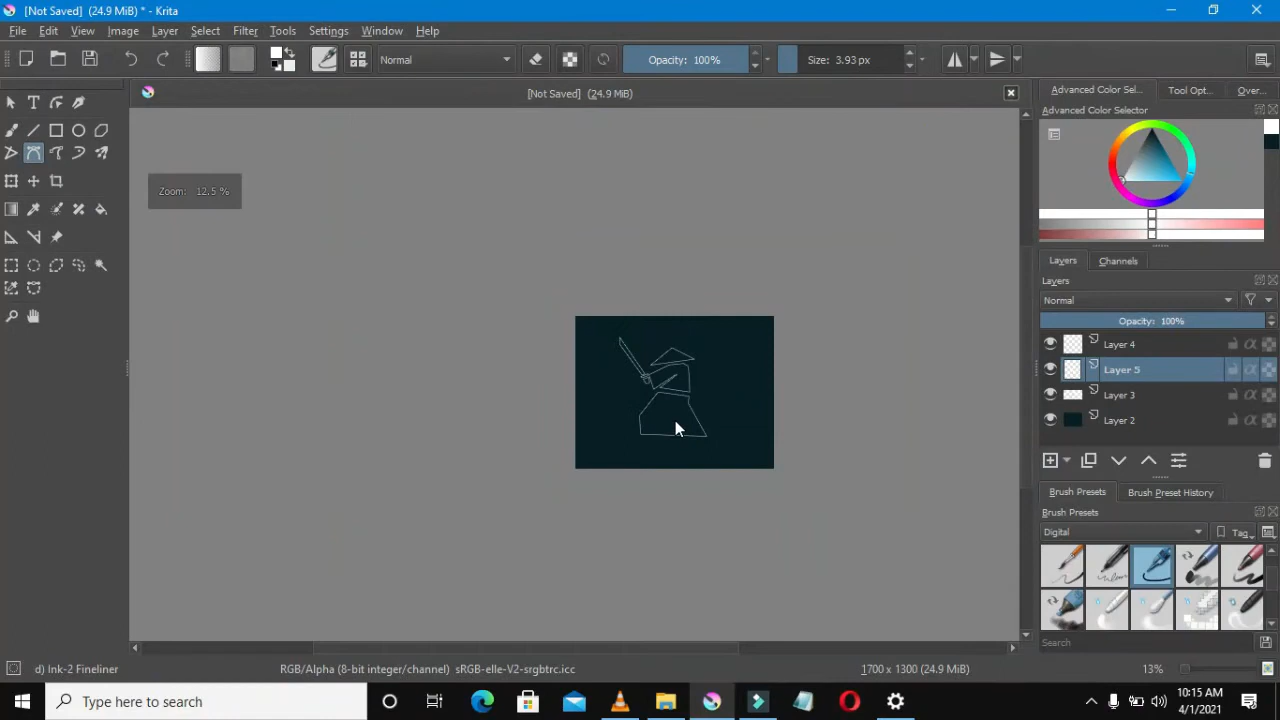 [Not Saved] (24.9 MiB) * - Krita
File Edit View Image Layer Select Filter Tools Settings Window Help
Normal
Opacity: 100%
Size: 3.93 px
[Not Saved] (24.9 MiB)
Advanced Color Sel...
Tool Opt...
Over...
Advanced Color Selector
Zoom: 12.5 %
Layers
Channels
Layers
Normal
Opacity: 100%
Layer 4
Layer 5
Layer 3
Layer 2
Brush Presets
Brush Preset History
Brush Presets
Digital
Tag
Search
d) Ink-2 Fineliner
RGB/Alpha (8-bit integer/channel) sRGB-elle-V2-srgbtrc.icc
1700 x 1300 (24.9 MiB)
13%
Type here to search
10:15 AM
4/1/2021